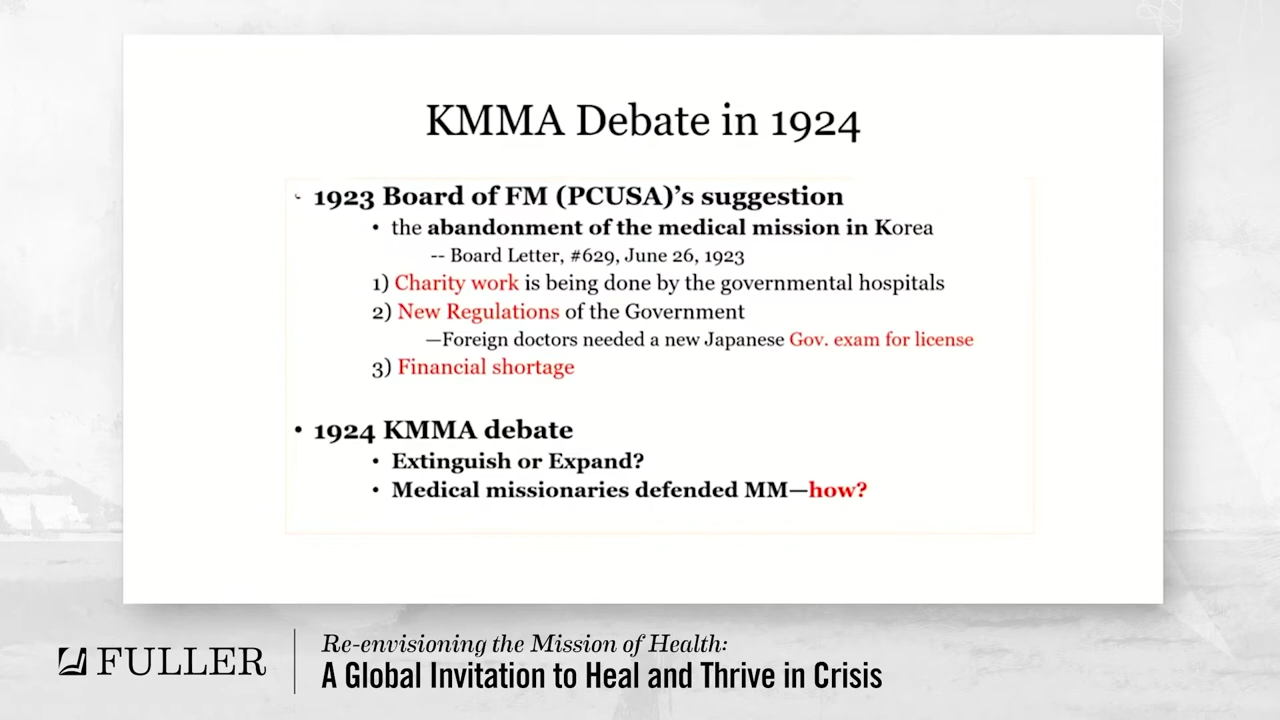 KMMA Debate in 1924
• 1923 Board of FM (PCUSA)'s suggestion
• the abandonment of the medical mission in Korea
-- Board Letter, #629, June 26, 1923
1) Charity work is being done by the governmental hospitals
2) New Regulations of the Government
—Foreign doctors needed a new Japanese Gov. exam for license
3) Financial shortage
• 1924 KMMA debate
• Extinguish or Expand?
• Medical missionaries defended MM—how?
FULLER
Re-envisioning the Mission of Health:
A Global Invitation to Heal and Thrive in Crisis